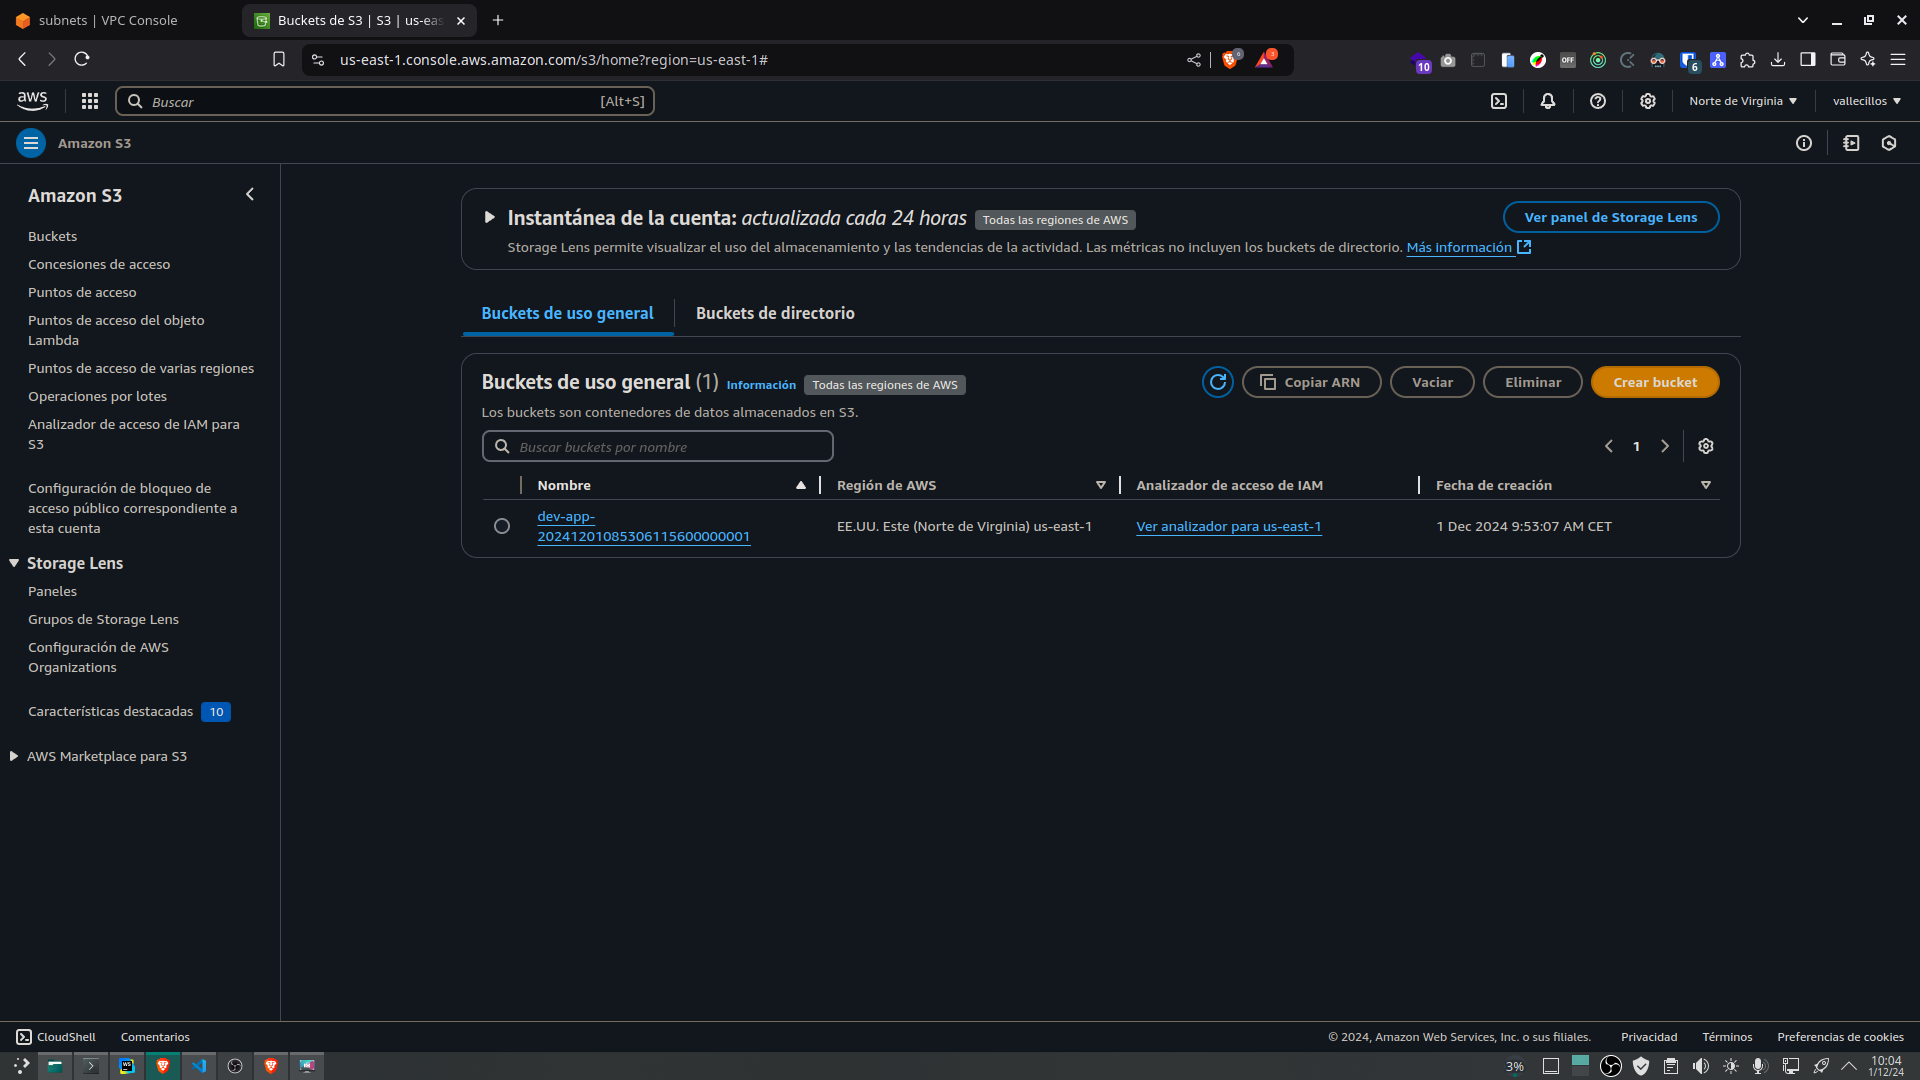 subnets | VPC Console
Buckets de S3 | S3 | us-eas
us-east-1.console.aws.amazon.com/s3/home?region=us-east-1#
6
3
10
OFF
6
aws
Buscar
[Alt+S]
Norte de Virginia
vallecillos
Amazon S3
Amazon S3
Buckets
Concesiones de acceso
Puntos de acceso
Puntos de acceso del objeto
Lambda
Puntos de acceso de varias regiones
Operaciones por lotes
Analizador de acceso de IAM para
S3
Configuración de bloqueo de
acceso público correspondiente a
esta cuenta
Storage Lens
Paneles
Grupos de Storage Lens
Configuración de AWS
Organizations
Características destacadas 10
AWS Marketplace para S3
Instantánea de la cuenta: actualizada cada 24 horas Todas las regiones de AWS
Ver panel de Storage Lens
Storage Lens permite visualizar el uso del almacenamiento y las tendencias de la actividad. Las métricas no incluyen los buckets de directorio. Más información
Buckets de uso general
Buckets de directorio
Buckets de uso general (1) Información Todas las regiones de AWS
Copiar ARN
Vaciar
Eliminar
Crear bucket
Los buckets son contenedores de datos almacenados en S3.
Buscar buckets por nombre
1
Nombre
Región de AWS
Analizador de acceso de IAM
Fecha de creación
dev-app-
20241201085306115600000001
EE.UU. Este (Norte de Virginia) us-east-1
Ver analizador para us-east-1
1 Dec 2024 9:53:07 AM CET
CloudShell
Comentarios
© 2024, Amazon Web Services, Inc. o sus filiales.
Privacidad
Términos
Preferencias de cookies
WS
3%
10:04
1/12/24